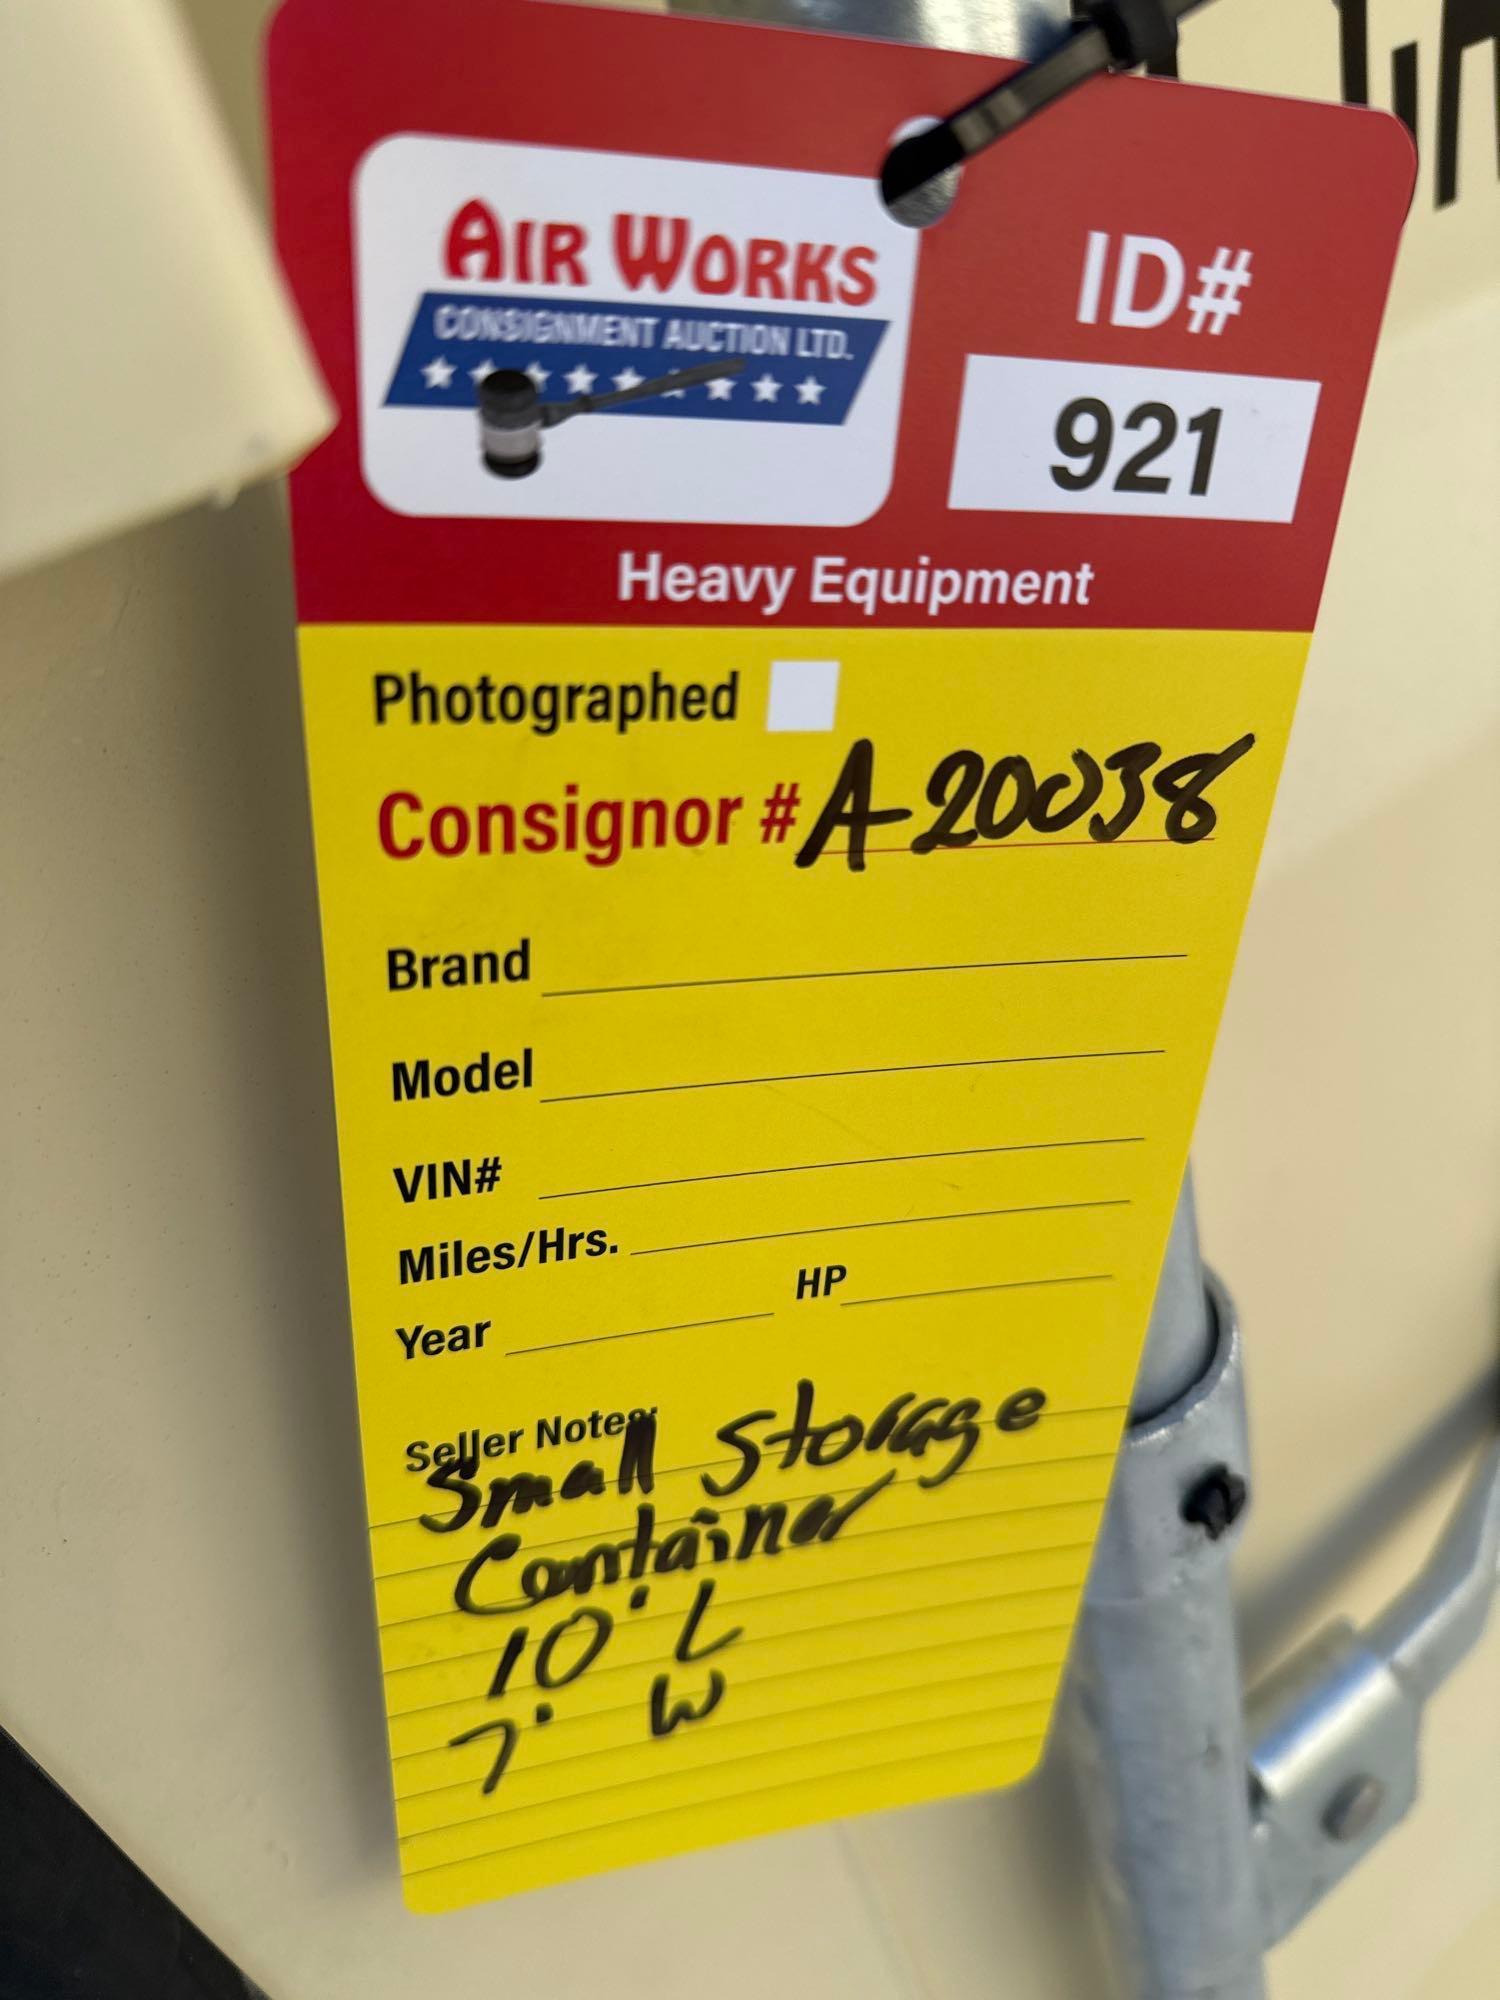 AIR WORKS
CONSIGNMENT AUCTION LTD.
ID#
921
Heavy Equipment
Photographed
Consignor # A-20038
Brand
Model
VIN#
Miles/Hrs.
Year HP
Seller Notes:
Small Storage
Container
10' L
7' W